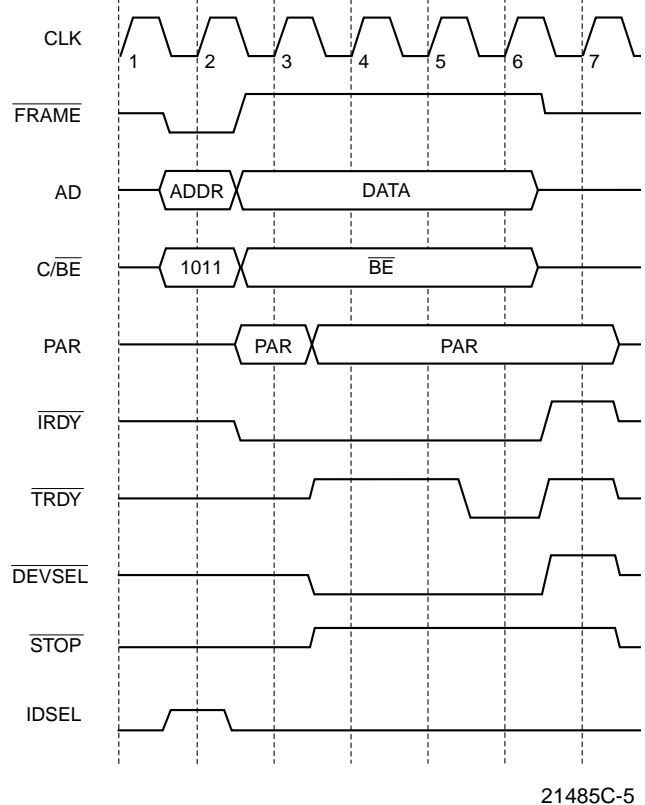 CLK
1 2 3 4 5 6 7
FRAME
AD ADDR DATA
C/BE 1011 BE
PAR PAR PAR
IRDY
TRDY
DEVSEL
STOP
IDSEL
21485C-5